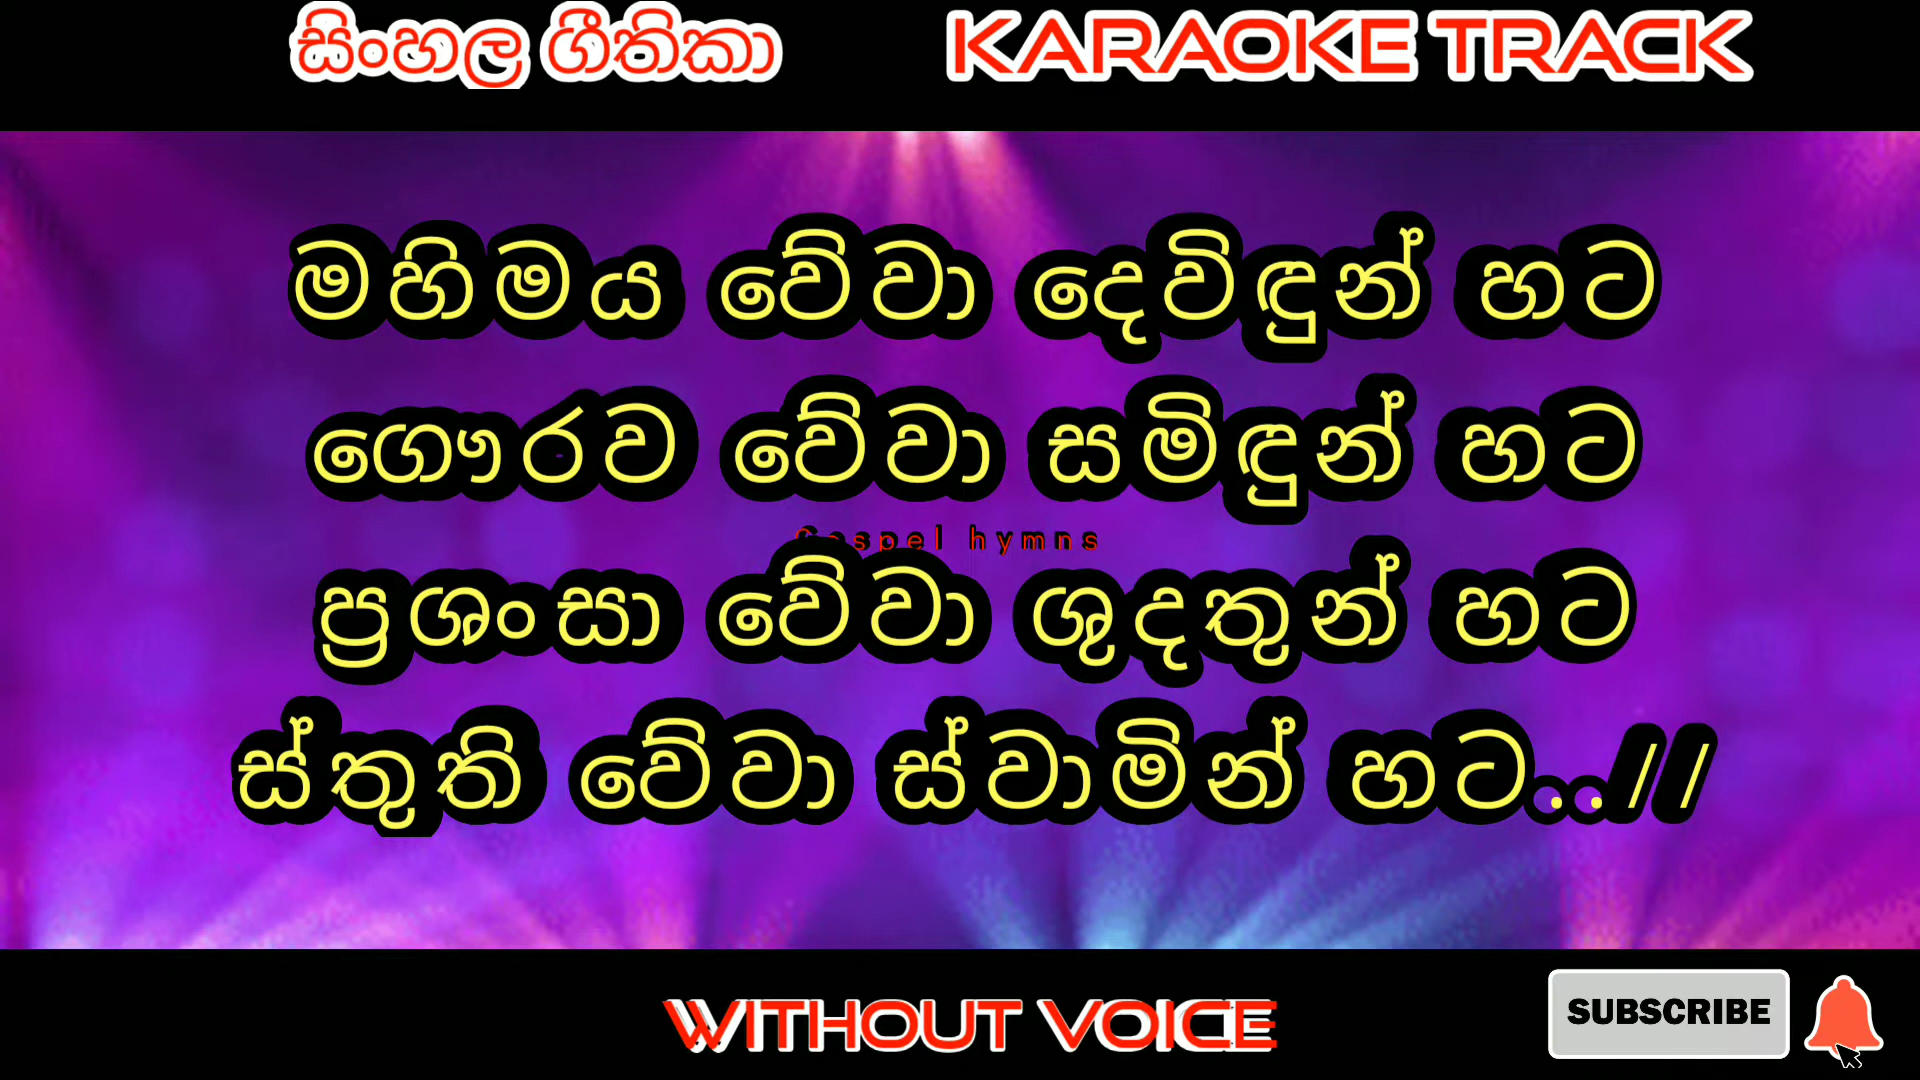 සිංහල ගීතිකා KARAOKE TRACK
මහිමය වේවා දෙවිඳුන් හට
ගෞරව වේවා සමිඳුන් හට
Gospel hymns
ප්‍රශංසා වේවා ශුදතුන් හට
ස්තුති වේවා ස්වාමින් හට..//
WITHOUT VOICE
SUBSCRIBE